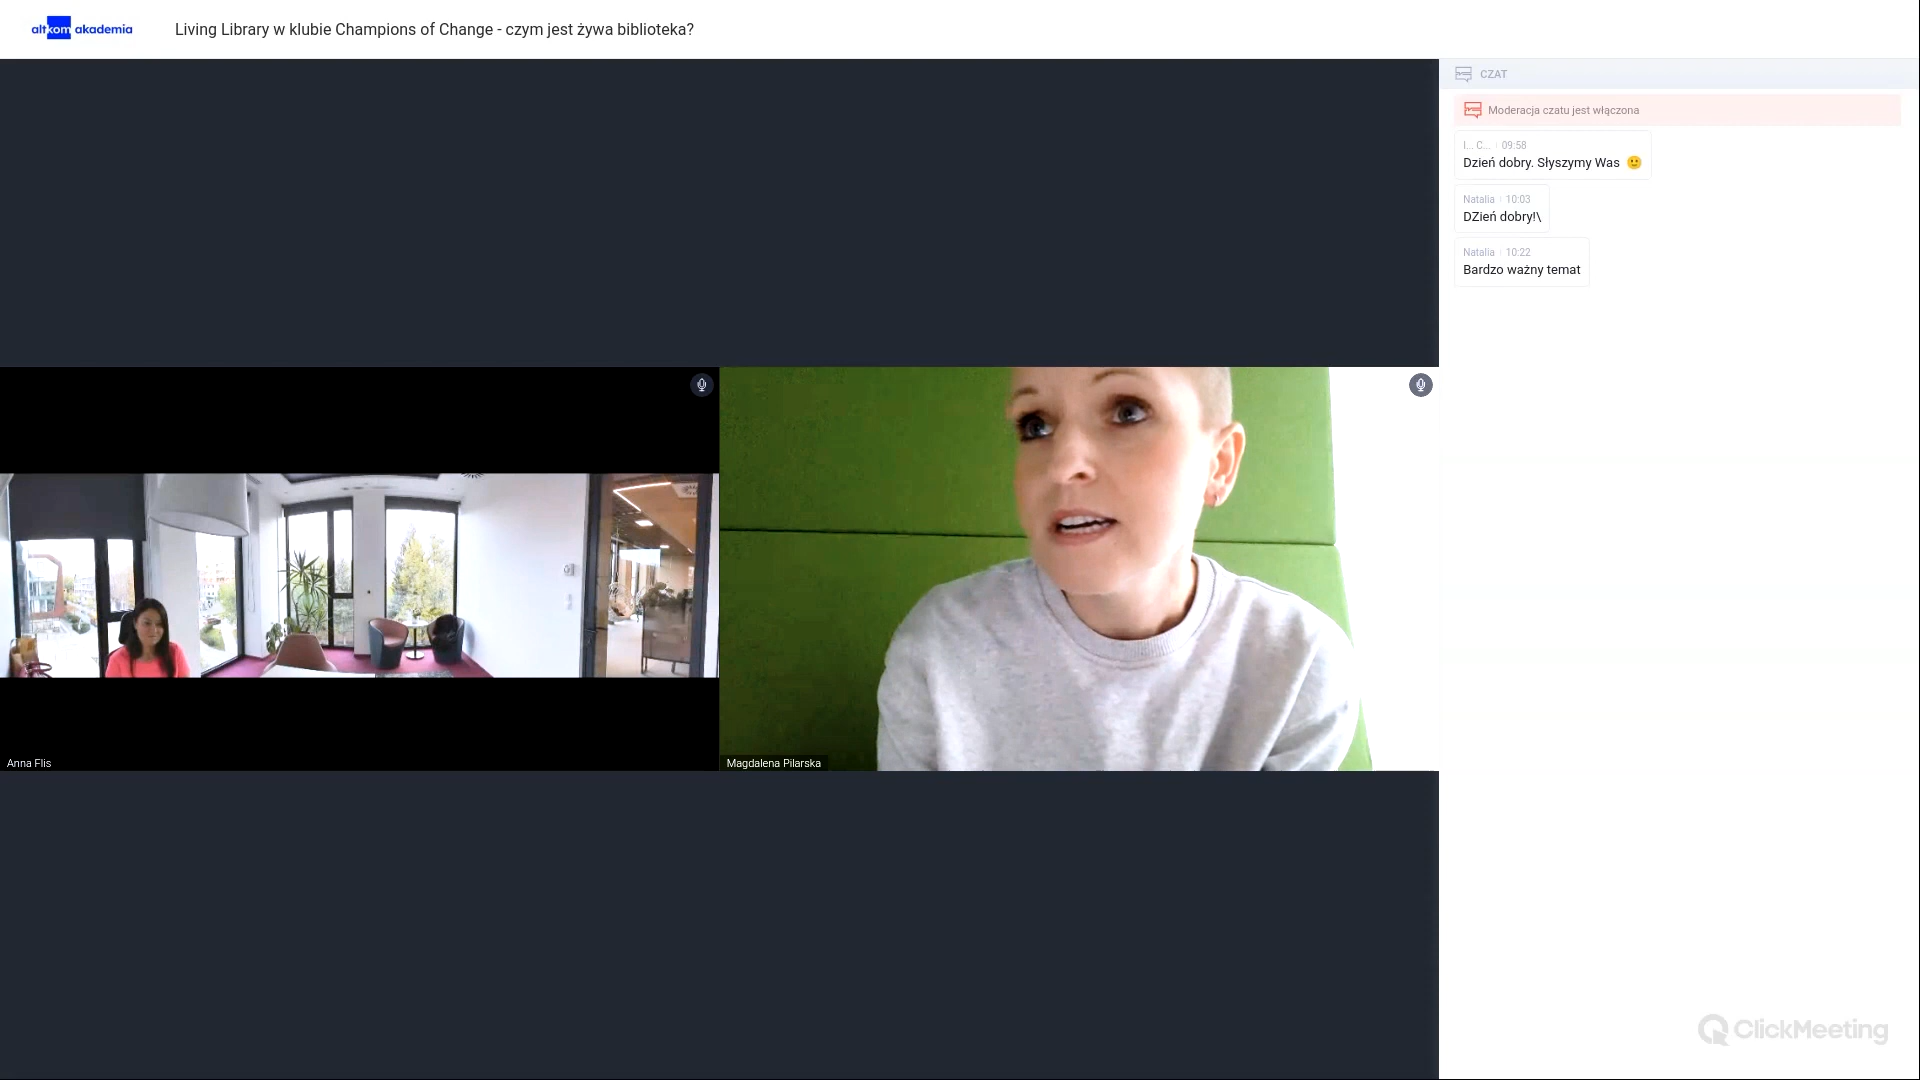 altkom akademia
Living Library w klubie Champions of Change - czym jest żywa biblioteka?
CZAT
Moderacja czatu jest włączona
I... C... 09:58
Dzień dobry. Słyszymy Was 🙂
Natalia 10:03
DZień dobry!\
Natalia 10:22
Bardzo ważny temat
Anna Flis
Magdalena Pilarska
ClickMeeting